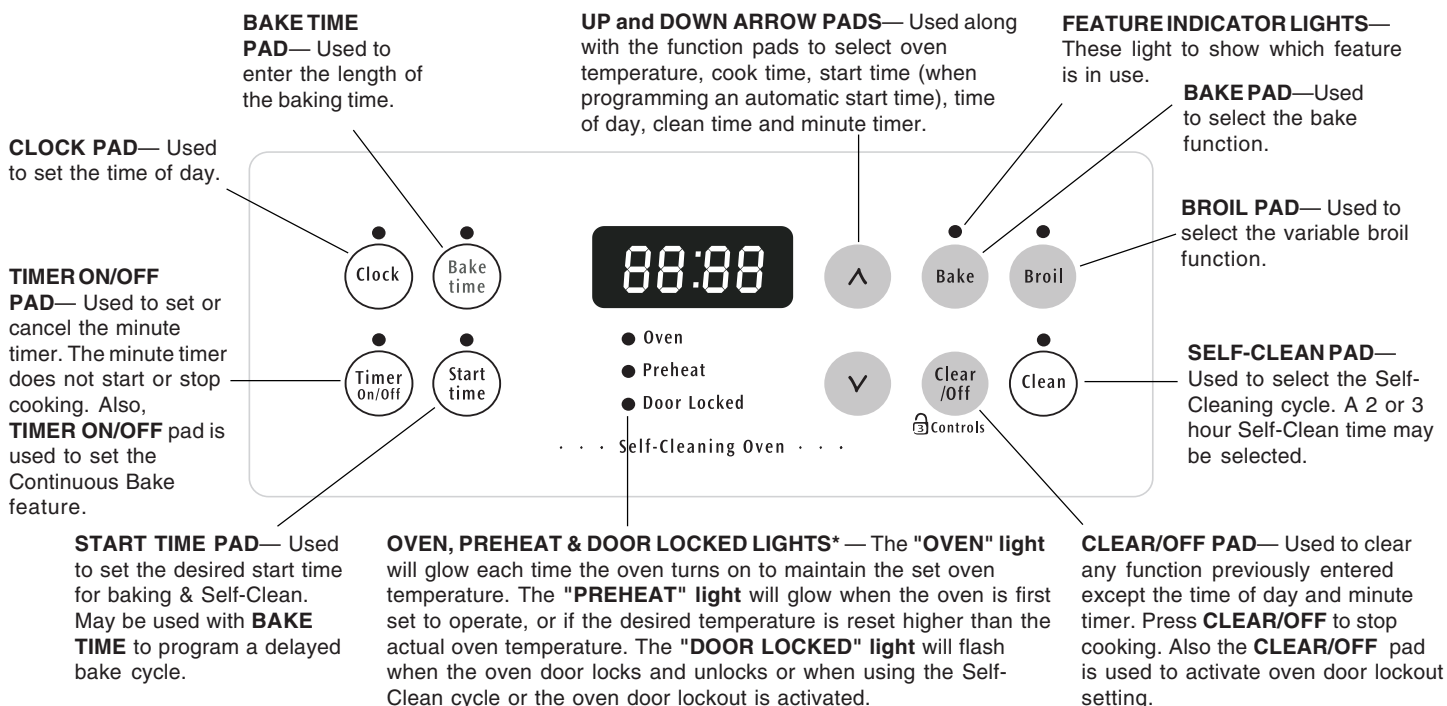 BAKE TIME
PAD— Used to
enter the length of
the baking time.
UP and DOWN ARROW PADS— Used along
with the function pads to select oven
temperature, cook time, start time (when
programming an automatic start time), time
of day, clean time and minute timer.
FEATURE INDICATOR LIGHTS—
These light to show which feature
is in use.
BAKE PAD—Used
to select the bake
function.
CLOCK PAD— Used
to set the time of day.
BROIL PAD— Used to
select the variable broil
function.
TIMER ON/OFF
PAD— Used to set or
cancel the minute
timer. The minute timer
does not start or stop
cooking. Also,
TIMER ON/OFF pad is
used to set the
Continuous Bake
feature.
Clock
Bake
time
88:88
Bake
Broil
Timer
On/Off
Start
time
Oven
Preheat
Door Locked
Clear
/Off
Clean
3 Controls
· · · Self-Cleaning Oven · · ·
SELF-CLEAN PAD—
Used to select the Self-
Cleaning cycle. A 2 or 3
hour Self-Clean time may
be selected.
START TIME PAD— Used
to set the desired start time
for baking & Self-Clean.
May be used with BAKE
TIME to program a delayed
bake cycle.
OVEN, PREHEAT & DOOR LOCKED LIGHTS* — The "OVEN" light
will glow each time the oven turns on to maintain the set oven
temperature. The "PREHEAT" light will glow when the oven is first
set to operate, or if the desired temperature is reset higher than the
actual oven temperature. The "DOOR LOCKED" light will flash
when the oven door locks and unlocks or when using the Self-
Clean cycle or the oven door lockout is activated.
CLEAR/OFF PAD— Used to clear
any function previously entered
except the time of day and minute
timer. Press CLEAR/OFF to stop
cooking. Also the CLEAR/OFF pad
is used to activate oven door lockout
setting.